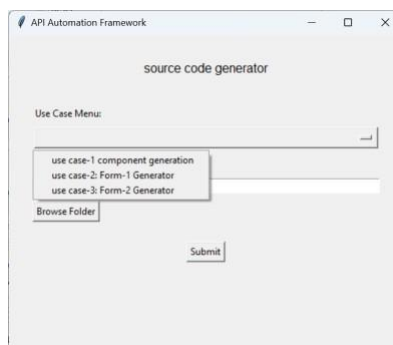 API Automation Framework
source code generator
Use Case Menu:
use case-1 component generation
use case-2: Form-1 Generator
use case-3: Form-2 Generator
Browse Folder
Submit